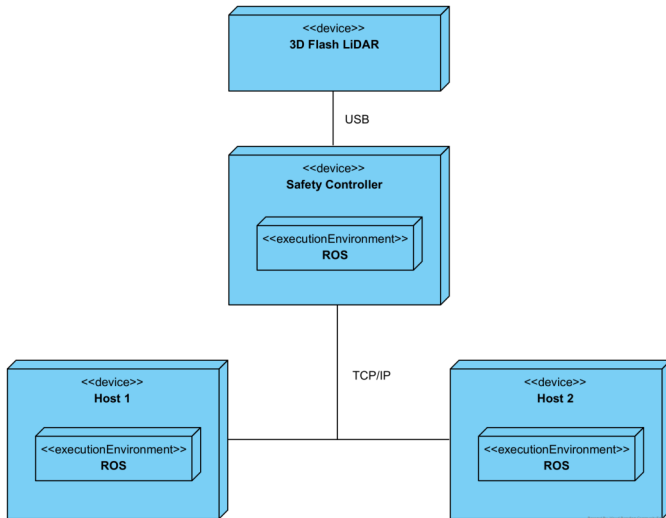 <<device>>
3D Flash LiDAR
USB
<<device>>
Safety Controller
<<executionEnvironment>>
ROS
TCP/IP
<<device>>
Host 1
<<executionEnvironment>>
ROS
<<device>>
Host 2
<<executionEnvironment>>
ROS